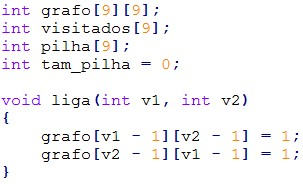 int grafo[9][9];
int visitados[9];
int pilha[9];
int tam_pilha = 0;

void liga(int v1, int v2)
{
    grafo[v1 - 1][v2 - 1] = 1;
    grafo[v2 - 1][v1 - 1] = 1;
}